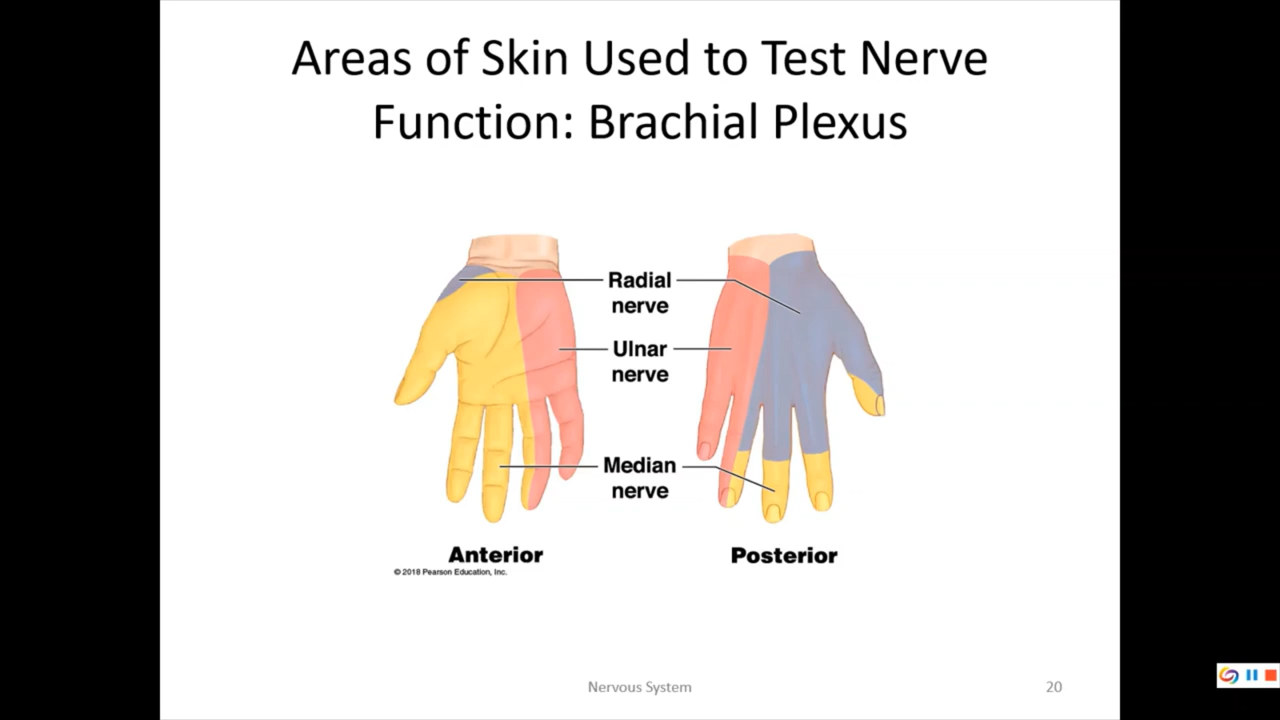 Areas of Skin Used to Test Nerve
Function: Brachial Plexus
Radial
nerve
Ulnar
nerve
Median
nerve
Anterior
Posterior
© 2018 Pearson Education, Inc.
Nervous System
20